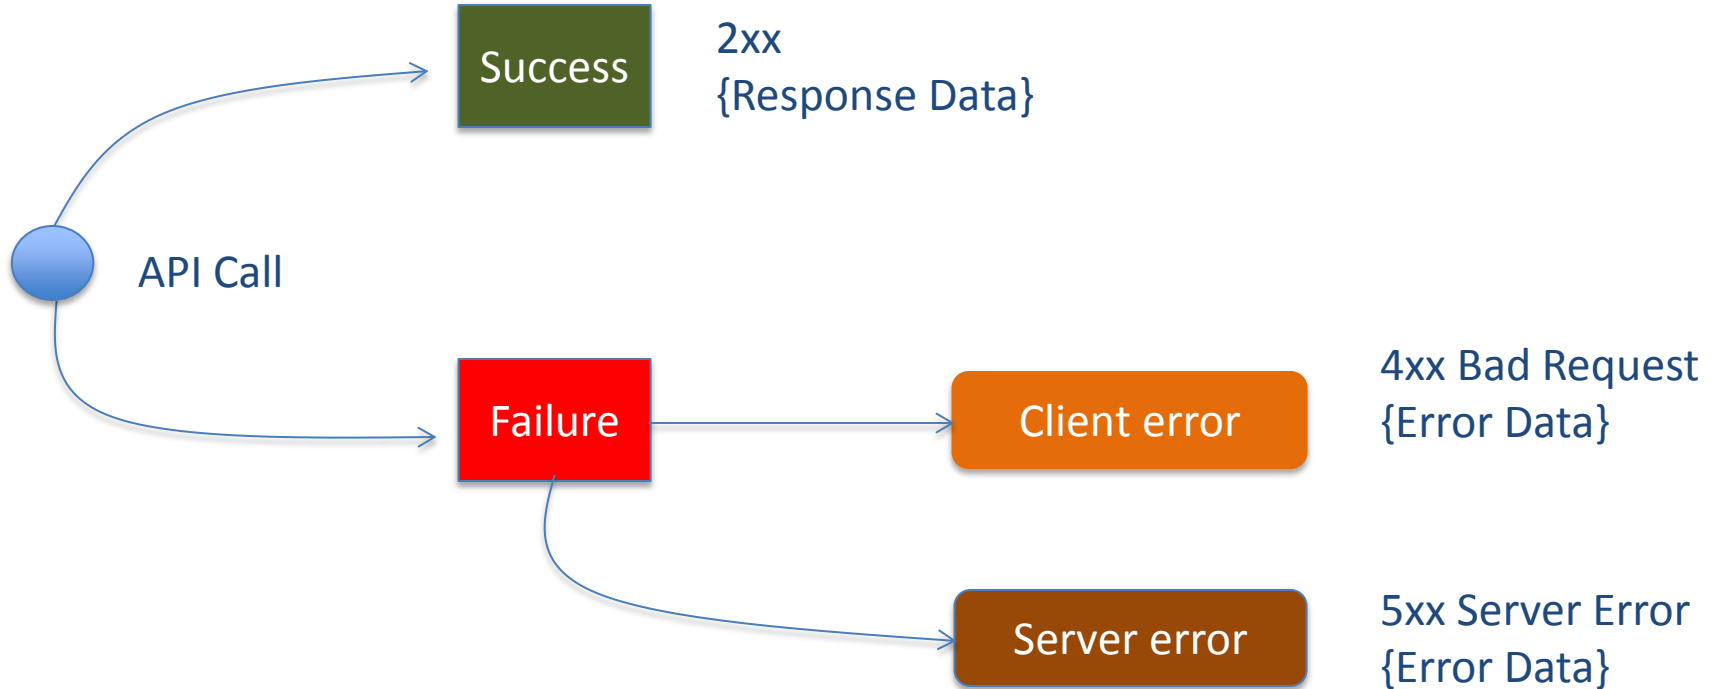 Success
2xx
{Response Data}
API Call
Failure
Client error
4xx Bad Request
{Error Data}
Server error
5xx Server Error
{Error Data}